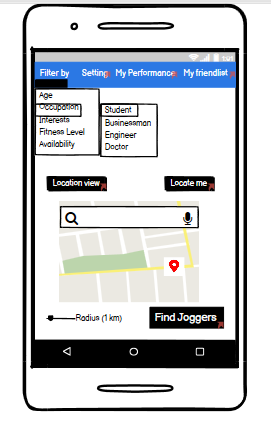 Filter by Setting My Performance My friendlist
Age
Occupation Student
Interests Businessman
Fitness Level Engineer
Availability Doctor
Location view Locate me
Radius (1 km) Find Joggers